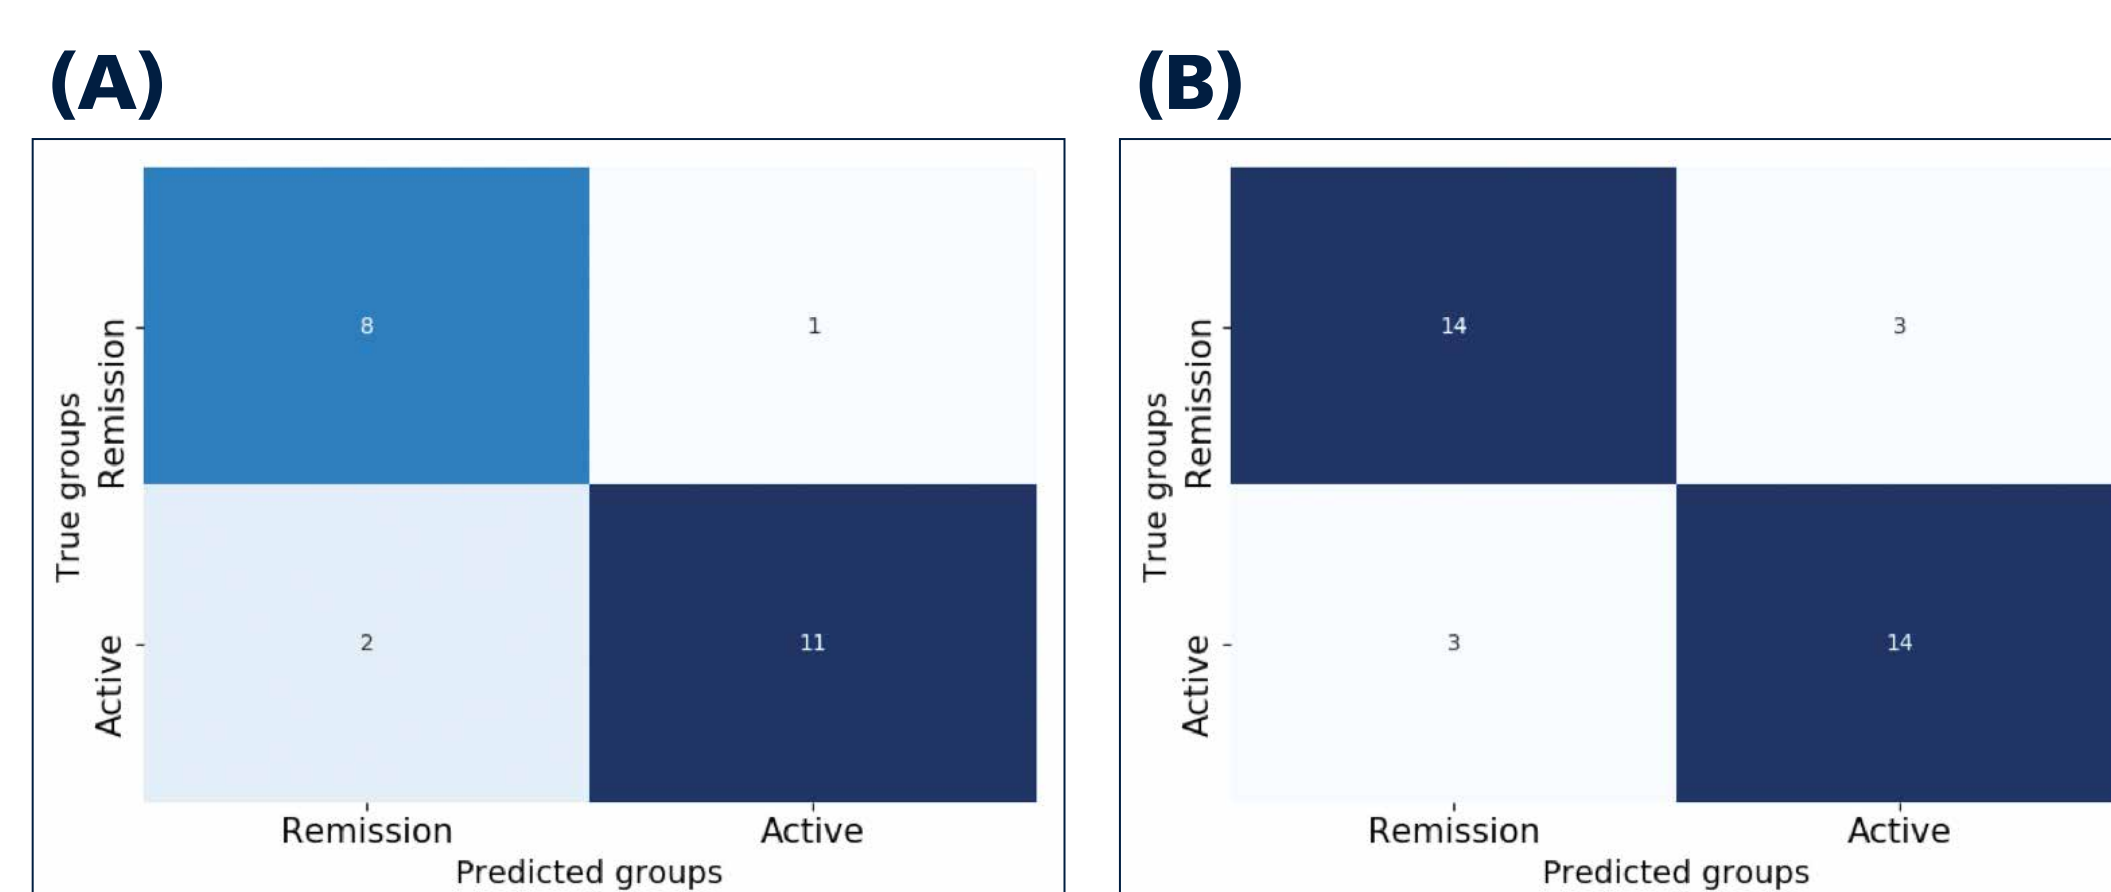 (A)
True groups
Remission
Active
8
1
2
11
Remission
Active
Predicted groups
(B)
True groups
Remission
Active
14
3
3
14
Remission
Active
Predicted groups